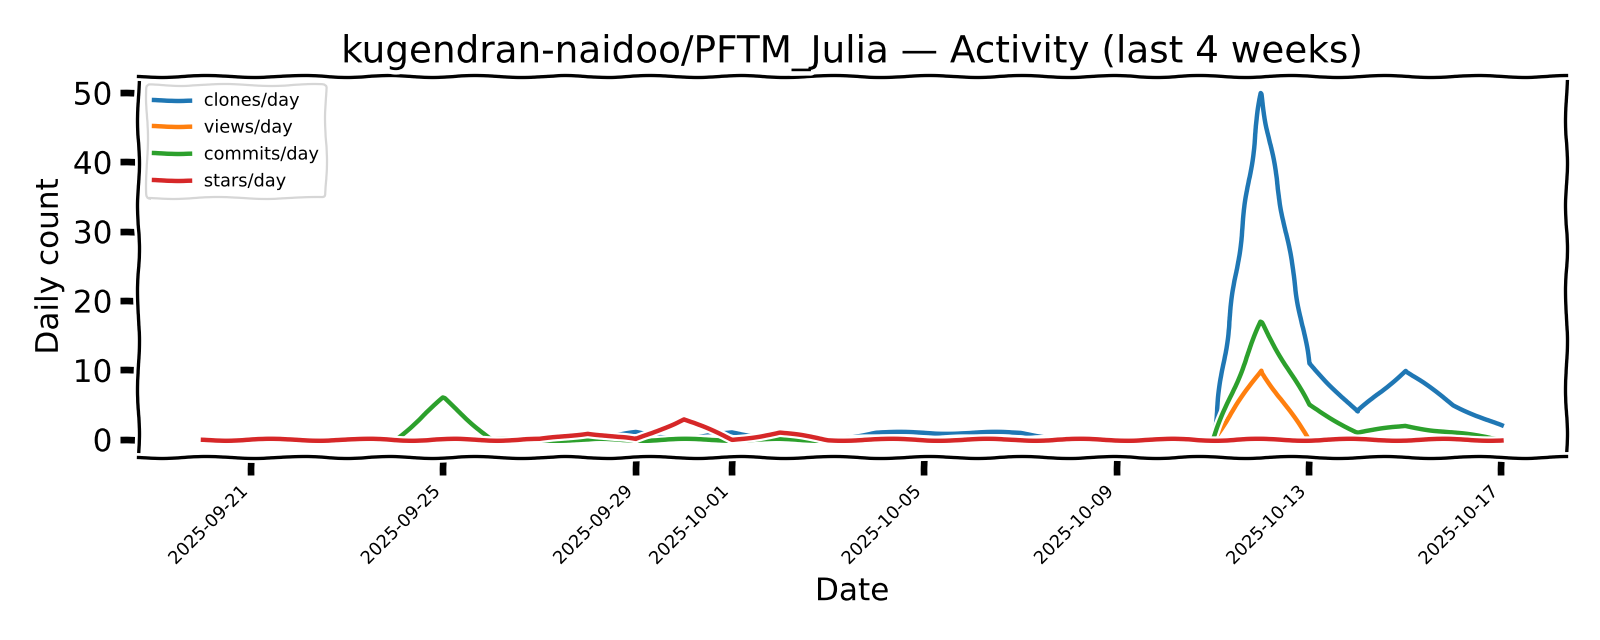 kugendran-naidoo/PFTM_Julia — Activity (last 4 weeks)
clones/day
views/day
commits/day
stars/day
Daily count
50
40
30
20
10
0
2025-09-21
2025-09-25
2025-09-29
2025-10-01
2025-10-05
2025-10-09
2025-10-13
2025-10-17
Date